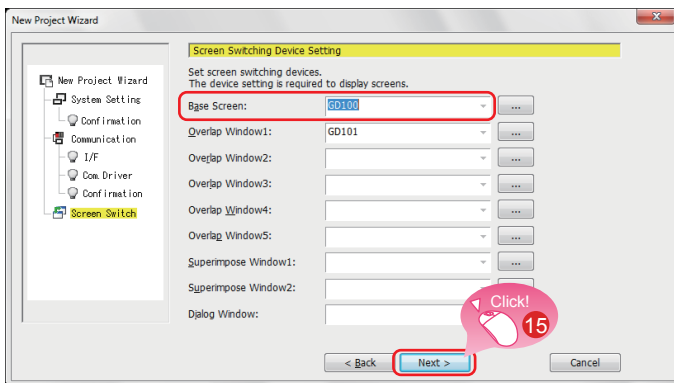 New Project Wizard
Screen Switching Device Setting
Set screen switching devices.
The device setting is required to display screens.
New Project Wizard
System Setting
Confirmation
Communication
I/F
Com. Driver
Confirmation
Screen Switch
Base Screen: GD100 ...
Overlap Window1: GD101 ...
Overlap Window2: ...
Overlap Window3: ...
Overlap Window4: ...
Overlap Window5: ...
Superimpose Window1: ...
Superimpose Window2: ...
Dialog Window:
Click!
15
< Back Next > Cancel